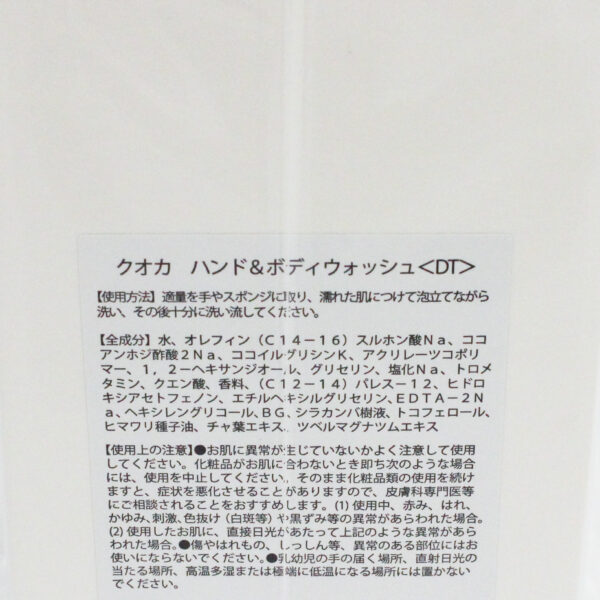 クオカ　ハンド＆ボディウォッシュ＜DT＞
【使用方法】適量を手やスポンジに取り、濡れた肌につけて泡立てながら
洗い、その後十分に洗い流してください。
【全成分】水、オレフィン（Ｃ１４－１６）スルホン酸Ｎａ、ココ
アンホジ酢酸２Ｎａ、ココイルグリシンＫ、アクリレーツコポリ
マー、１，２－ヘキサンジオール、グリセリン、塩化Ｎａ、トロメ
タミン、クエン酸、香料、（Ｃ１２－１４）パレス－１２、ヒドロ
キシアセトフェノン、エチルヘキシルグリセリン、ＥＤＴＡ－２Ｎ
ａ、ヘキシレングリコール、ＢＧ、シラカンバ樹液、トコフェロール、
ヒマワリ種子油、チャ葉エキス、ツベルマグナツムエキス
【使用上の注意】●お肌に異常が生じていないかよく注意して使用
してください。化粧品がお肌に合わないとき即ち次のような場合
には、使用を中止してください。そのまま化粧品類の使用を続け
ますと、症状を悪化させることがありますので、皮膚科専門医等
にご相談されることをおすすめします。(1) 使用中、赤み、はれ、
かゆみ、刺激、色抜け（白斑等）や黒ずみ等の異常があらわれた場合。
(2) 使用したお肌に、直接日光があたって上記のような異常があら
われた場合。●傷やはれもの、しっしん等、異常のある部位にはお
使いにならないでください。●乳幼児の手の届く場所、直射日光の
当たる場所、高温多湿または極端に低温になる場所には置かない
でください。